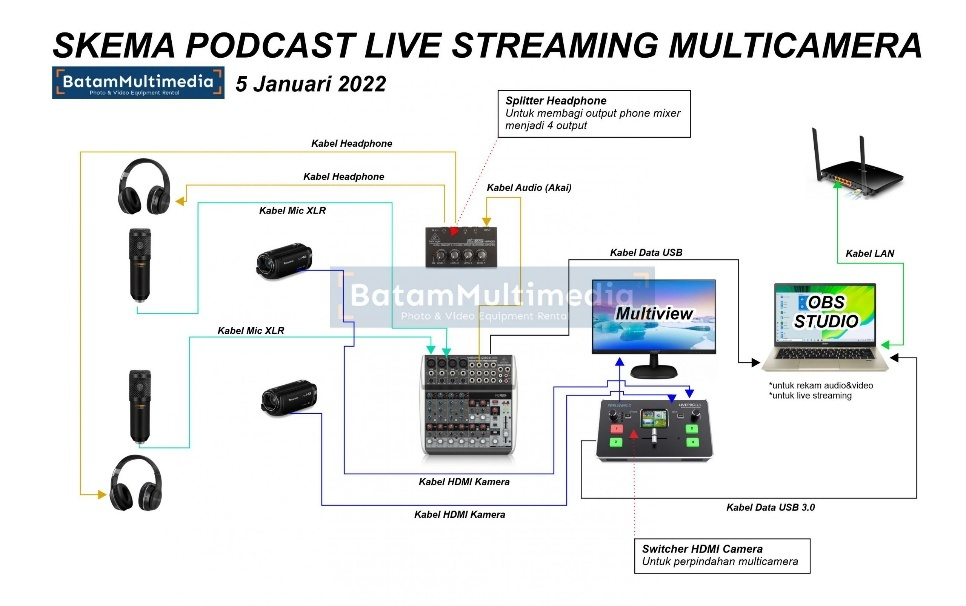 SKEMA PODCAST LIVE STREAMING MULTICAMERA
BatamMultimedia
Photo & Video Equipment Rental
5 Januari 2022
Splitter Headphone
Untuk membagi output phone mixer
menjadi 4 output
Kabel Headphone
Kabel Headphone
Kabel Audio (Akai)
Kabel Mic XLR
Kabel Data USB
Kabel LAN
BatamMultimedia
Photo & Video Equipment Rental
Multiview
OBS
STUDIO
Kabel Mic XLR
*untuk rekam audio&video
*untuk live streaming
Kabel HDMI Kamera
Kabel Data USB 3.0
Kabel HDMI Kamera
Switcher HDMI Camera
Untuk perpindahan multicamera